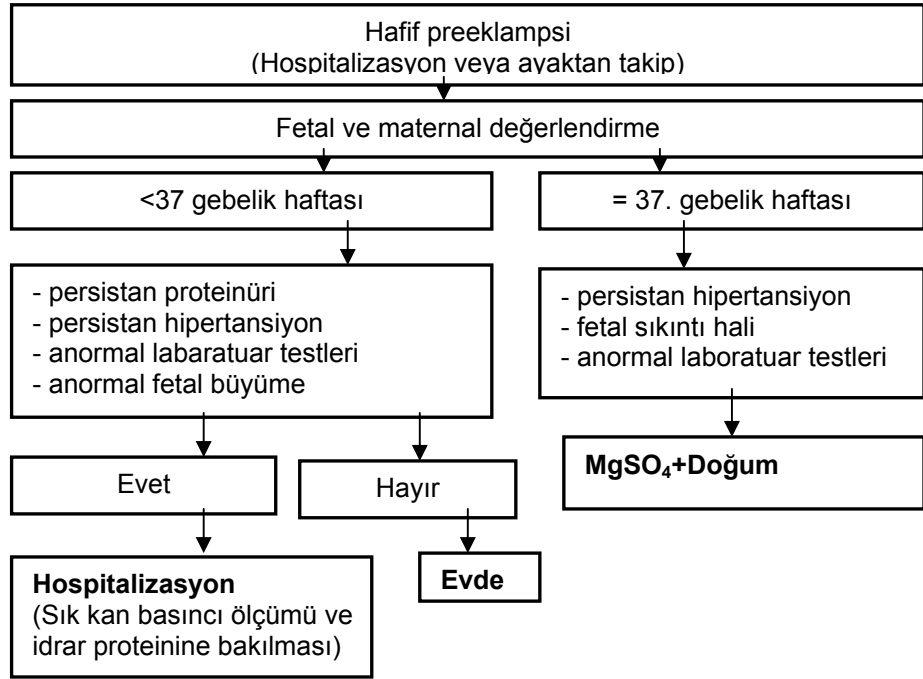 Hafif preeklampsi
(Hospitalizasyon veya ayaktan takip)
Fetal ve maternal değerlendirme
<37 gebelik haftası
= 37. gebelik haftası
- persistan proteinüri
- persistan hipertansiyon
- anormal labaratuar testleri
- anormal fetal büyüme
- persistan hipertansiyon
- fetal sıkıntı hali
- anormal laboratuar testleri
Evet
Hayır
MgSO₄+Doğum
Hospitalizasyon
(Sık kan basıncı ölçümü ve
idrar proteinine bakılması)
Evde